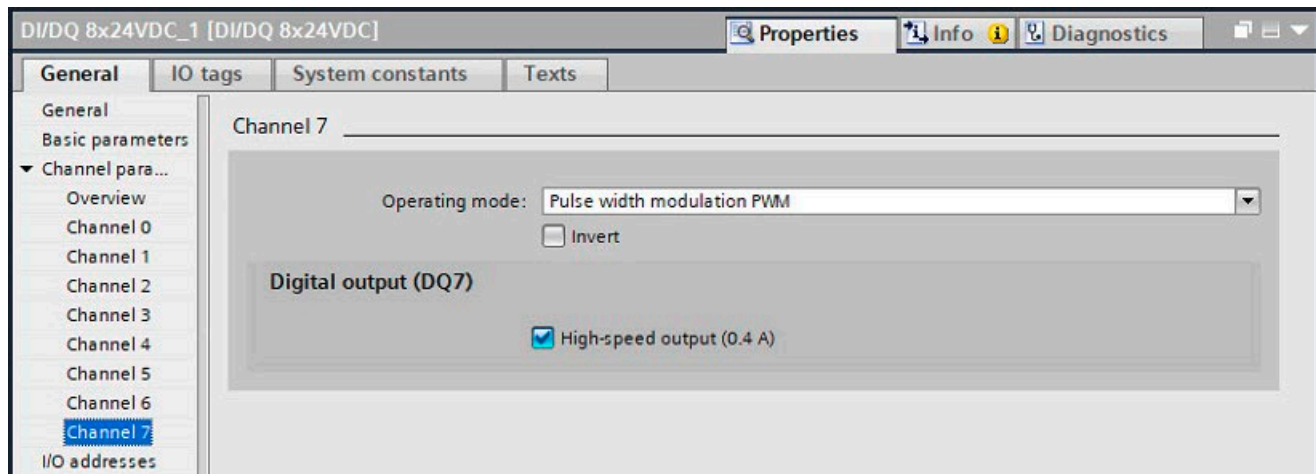 DI/DQ 8x24VDC_1 [DI/DQ 8x24VDC]
Properties
Info
Diagnostics
General
IO tags
System constants
Texts
General
Basic parameters
Channel para...
Overview
Channel 0
Channel 1
Channel 2
Channel 3
Channel 4
Channel 5
Channel 6
Channel 7
I/O addresses
Channel 7
Operating mode: Pulse width modulation PWM
Invert
Digital output (DQ7)
High-speed output (0.4 A)